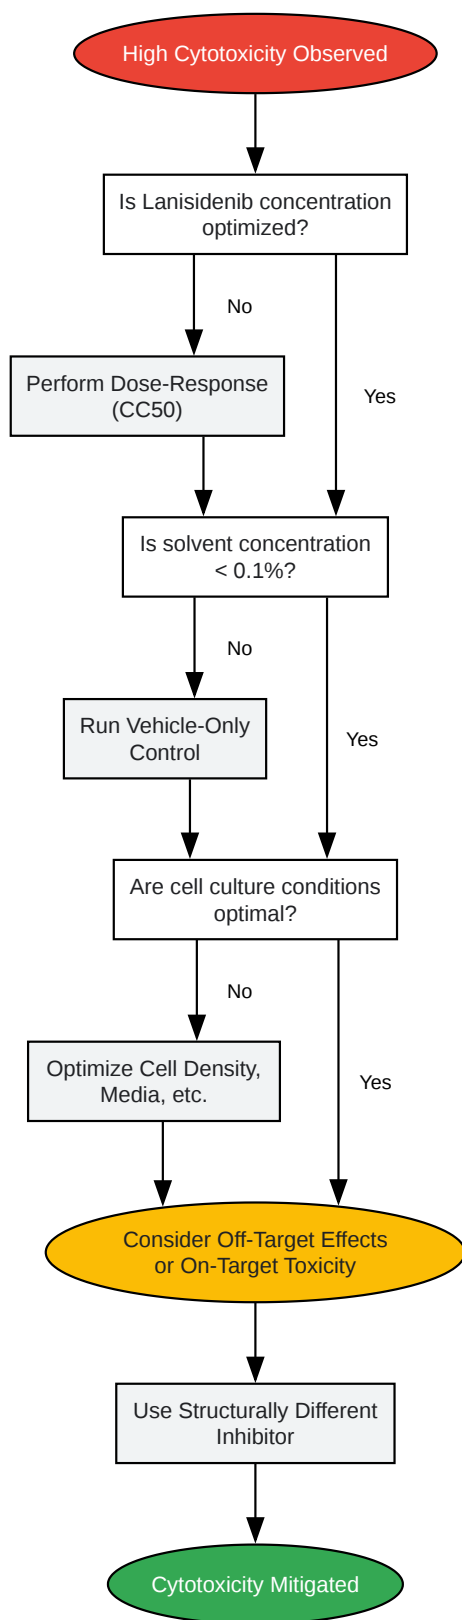 High Cytotoxicity Observed
Is Lanisidenib concentration
optimized?
No
Perform Dose-Response
(CC50)
Yes
Is solvent concentration
< 0.1%?
No
Run Vehicle-Only
Control
Yes
Are cell culture conditions
optimal?
No
Optimize Cell Density,
Media, etc.
Yes
Consider Off-Target Effects
or On-Target Toxicity
Use Structurally Different
Inhibitor
Cytotoxicity Mitigated